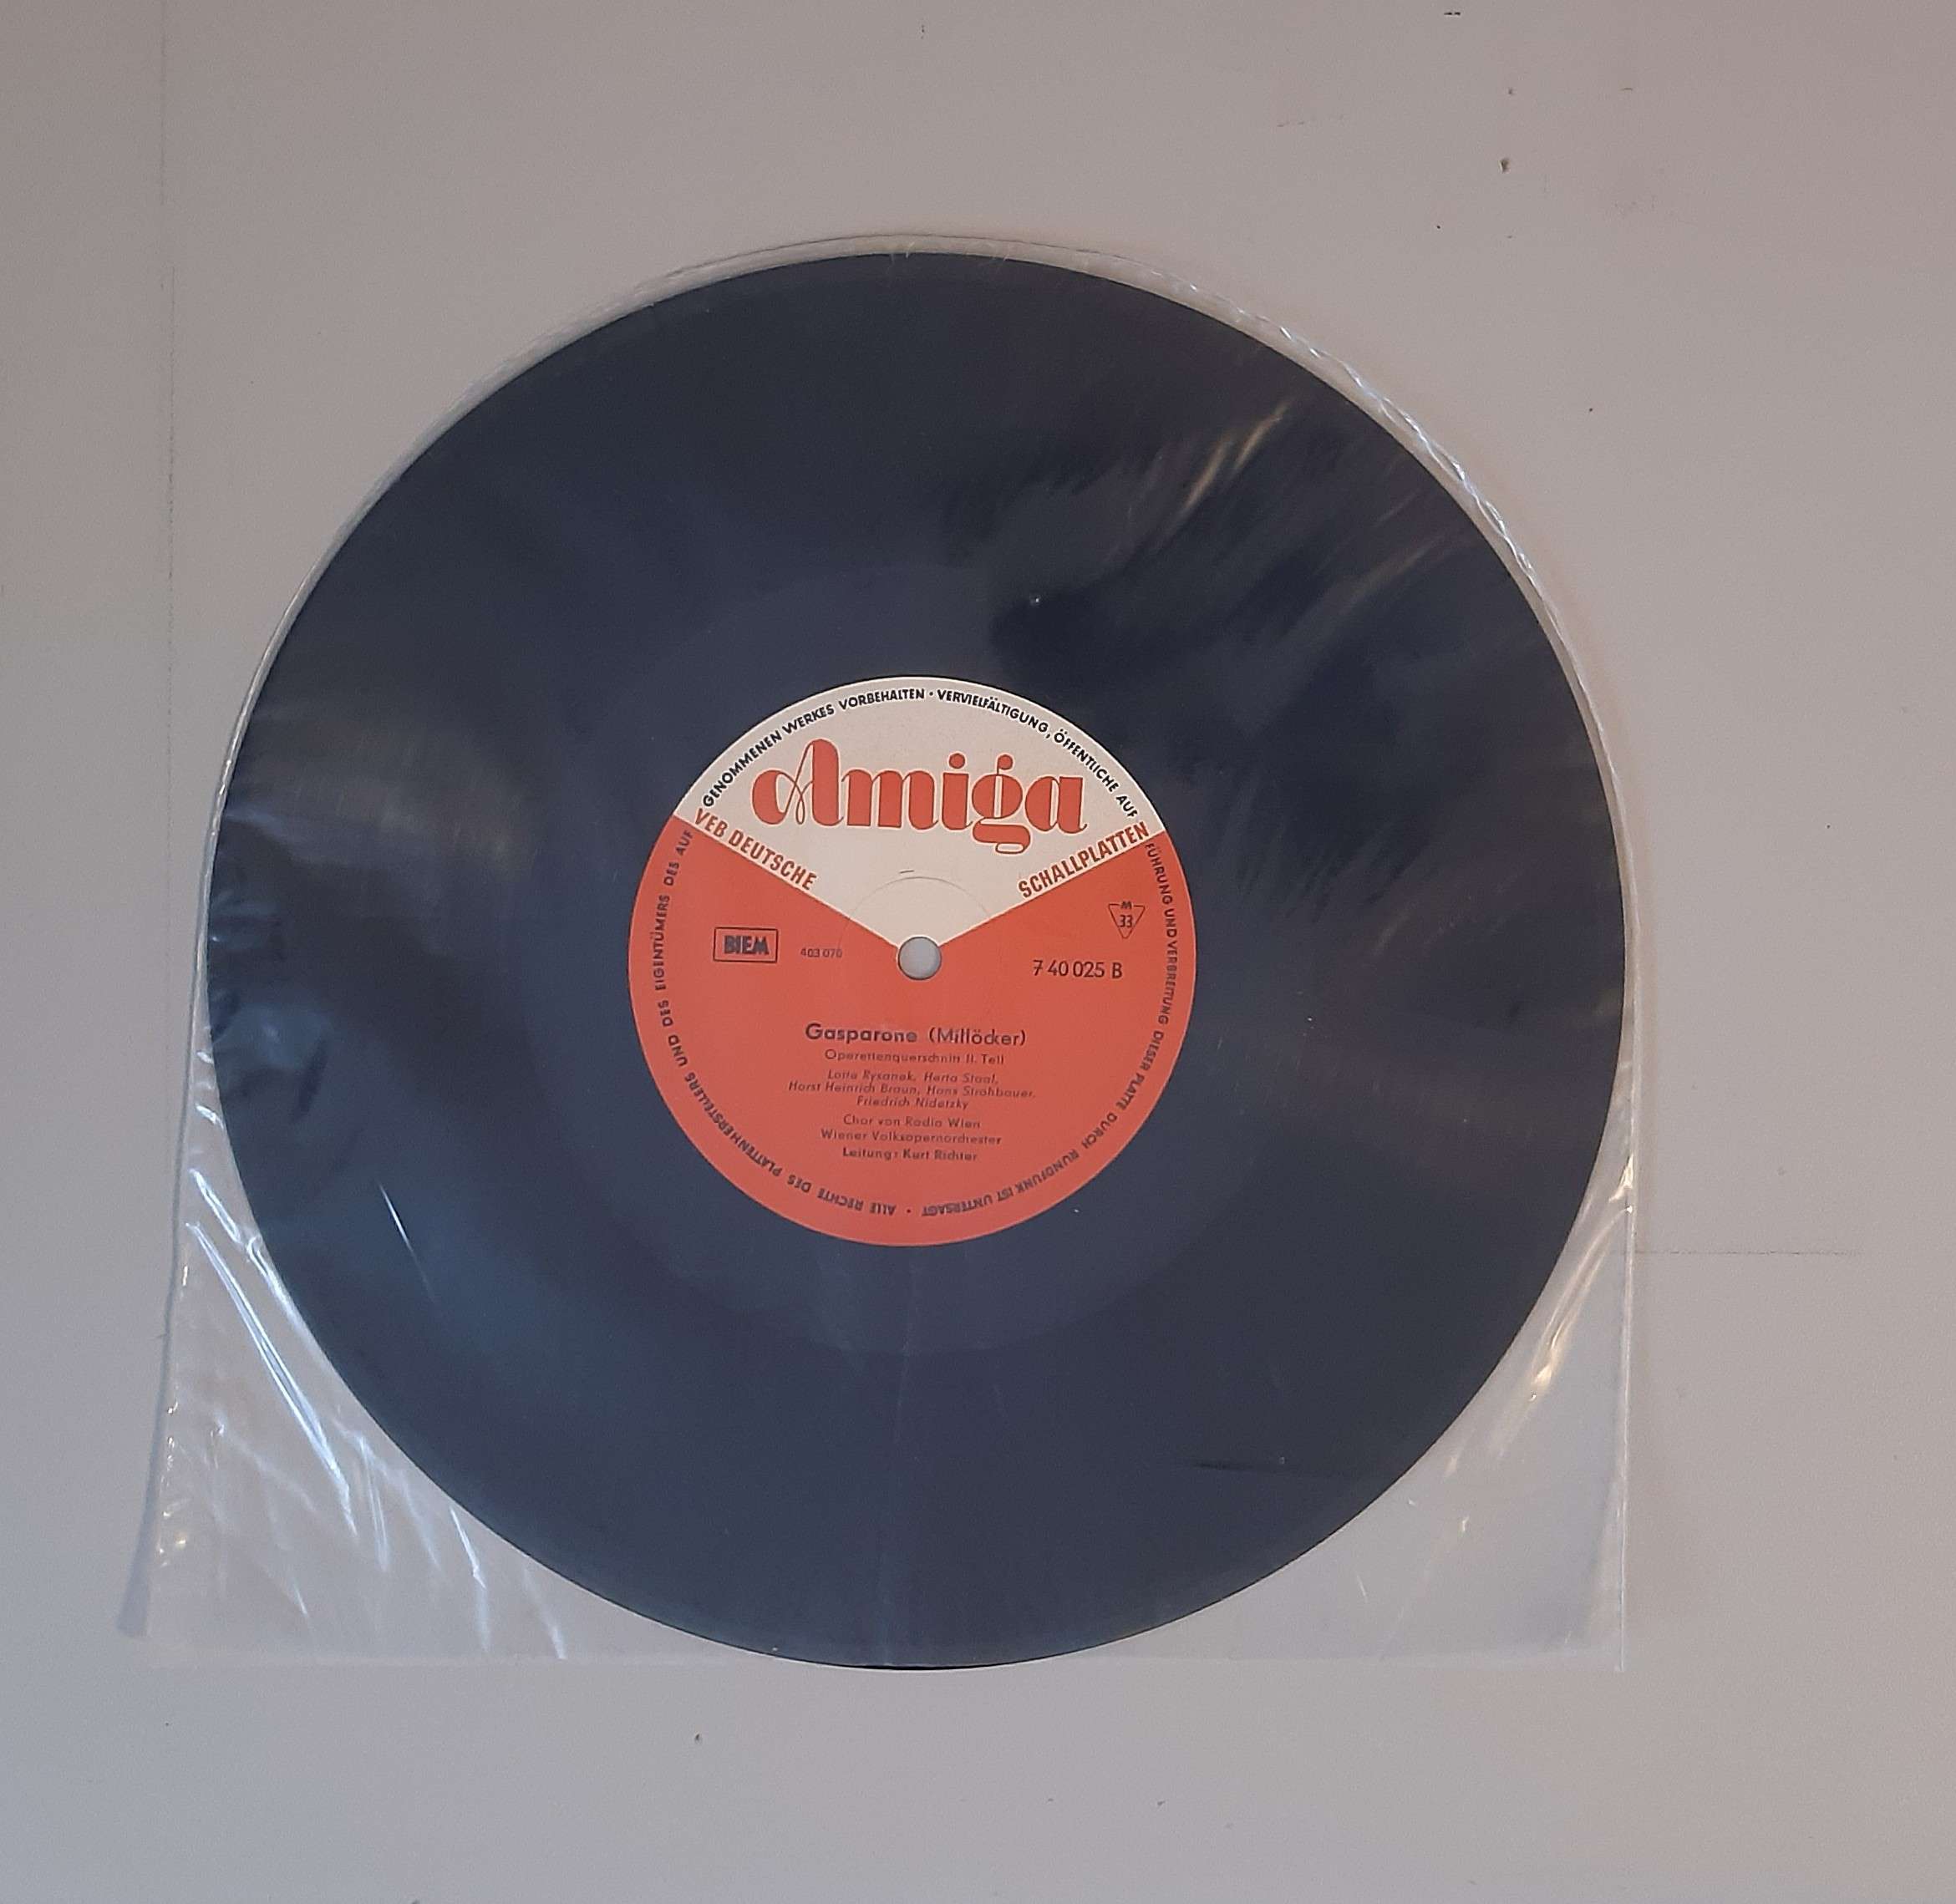 GENOMMENEN WERKES VORBEHALTEN · VERVIELFÄLTIGUNG, ÖFFENTLICHE AUF
FÜHRUNG UND VERBREITUNG DIESER PLATTE DURCH RUNDFUNK IST UNTERSAGT ·
ALLE RECHTE DES PLATTENHERSTELLERS UND DES EIGENTÜMERS DES AUF
Amiga
VEB DEUTSCHE SCHALLPLATTEN
M
33
BIEM 403 070 7 40 025 B
Gasparone (Millöcker)
Operettenquerschnitt II. Teil
Lotte Rysanek, Herta Staal,
Horst Heinrich Braun, Hans Strohbauer,
Friedrich Nidetzky
Chor von Radio Wien
Wiener Volksopernorchester
Leitung: Kurt Richter